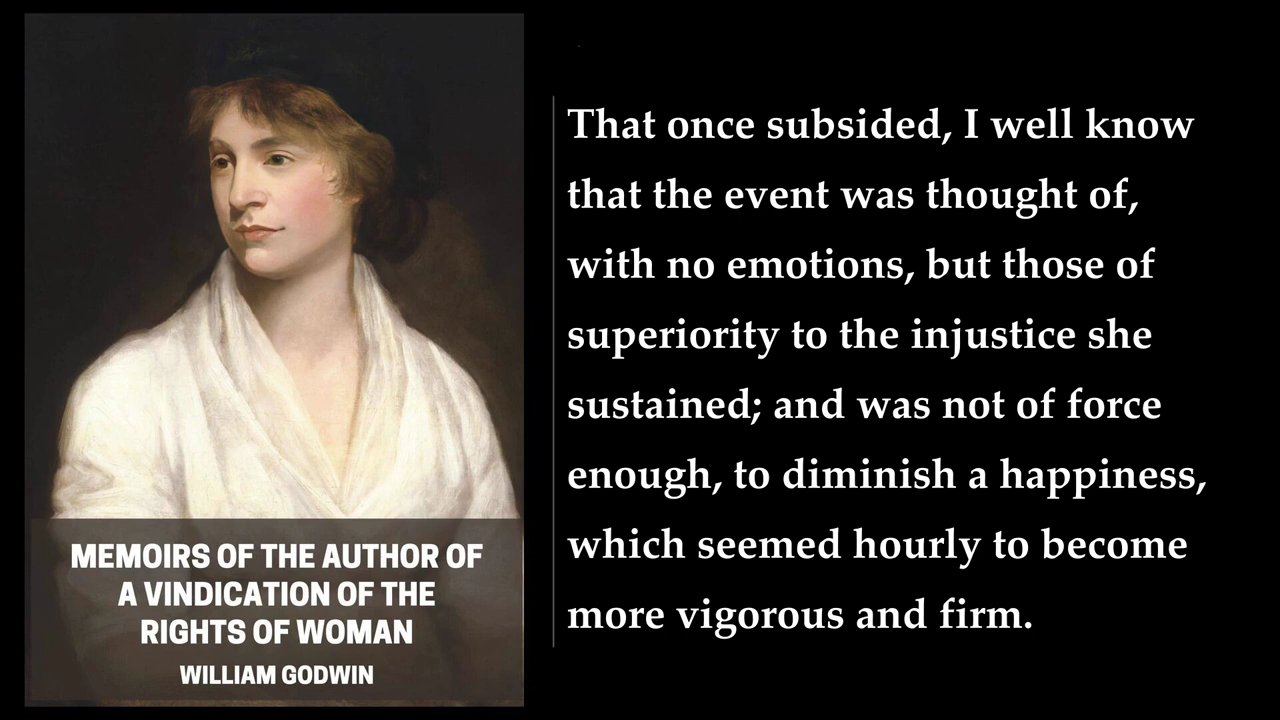 MEMOIRS OF THE AUTHOR OF
A VINDICATION OF THE
RIGHTS OF WOMAN
WILLIAM GODWIN
That once subsided, I well know
that the event was thought of,
with no emotions, but those of
superiority to the injustice she
sustained; and was not of force
enough, to diminish a happiness,
which seemed hourly to become
more vigorous and firm.